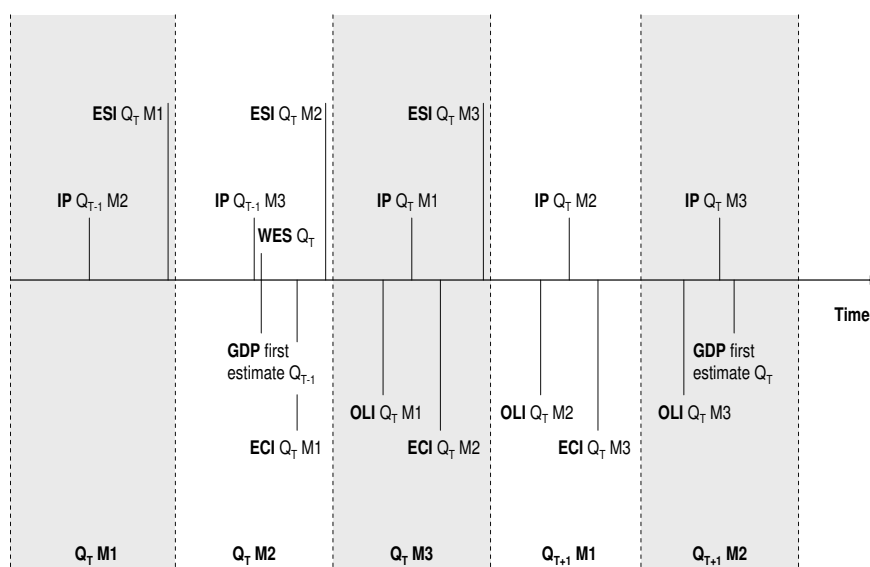 ESI Q_T M1
ESI Q_T M2
ESI Q_T M3
IP Q_T-1 M2
IP Q_T-1 M3
IP Q_T M1
IP Q_T M2
IP Q_T M3
WES Q_T
Time
GDP first
estimate Q_T-1
GDP first
estimate Q_T
OLI Q_T M1
OLI Q_T M2
OLI Q_T M3
ECI Q_T M1
ECI Q_T M2
ECI Q_T M3
Q_T M1
Q_T M2
Q_T M3
Q_T+1 M1
Q_T+1 M2